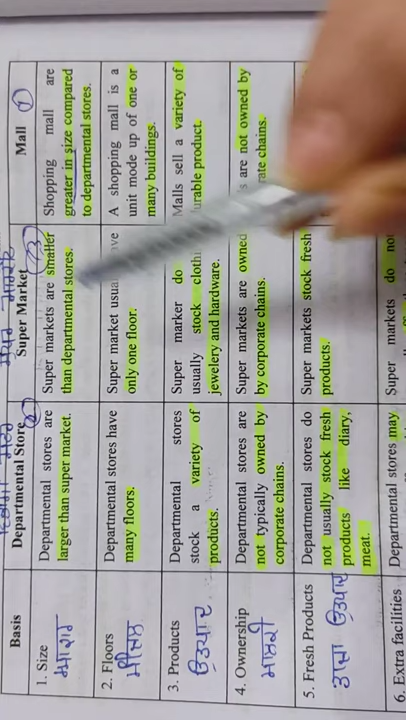 Basis
Departmental Store
Super Market
Mall
1. Size
Departmental stores are
larger than super market.
Super markets are smaller
than departmental stores.
Shopping mall are
greater in size compared
to departmental stores.
2. Floors
Departmental stores have
many floors.
Super market
only one floor.
A shopping mall is a
unit mode up of one or
many buildings.
3. Products
ਉਤਪਾਦ
Departmental stores
stock a variety of
products.
Super marker do
usually stock
jewelery and hardware.
Malls sell a variety of
product.
4. Ownership
ਮਾਲਕੀ
Departmental stores are
not typically owned by
corporate chains.
Super markets are owned
by corporate chains.
are not owned by
chains.
5. Fresh Products
ਤਾਜ਼ਾ ਉਤਪਾਦ
Departmental stores do
not usually stock fresh
products like diary,
meat.
Super markets stock fresh
products.
6. Extra facilities
Departmental stores may
Super markets do not